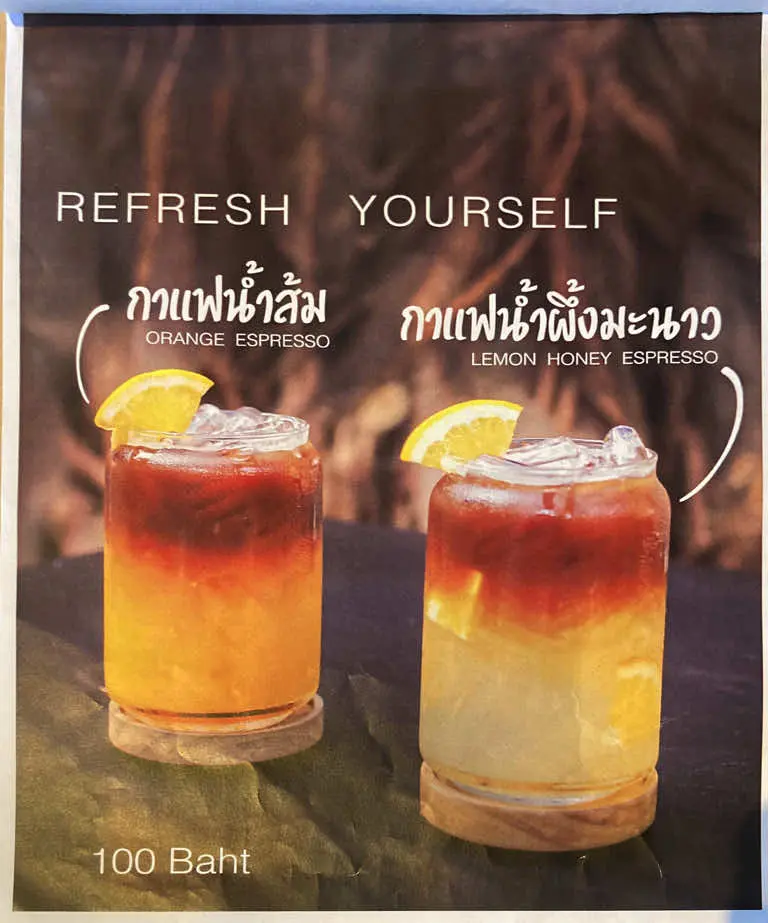 REFRESH YOURSELF
กาแฟน้ำส้ม
ORANGE ESPRESSO
กาแฟน้ำผึ้งมะนาว
LEMON HONEY ESPRESSO
100 Baht